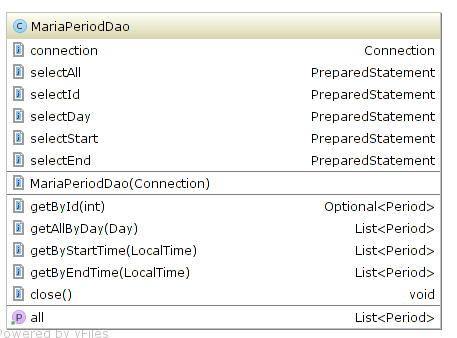 MariaPeriodDao
connection Connection
selectAll PreparedStatement
selectId PreparedStatement
selectDay PreparedStatement
selectStart PreparedStatement
selectEnd PreparedStatement
MariaPeriodDao(Connection)
getById(int) Optional<Period>
getAllByDay(Day) List<Period>
getByStartTime(LocalTime) List<Period>
getByEndTime(LocalTime) List<Period>
close() void
all List<Period>
Powered by yFiles